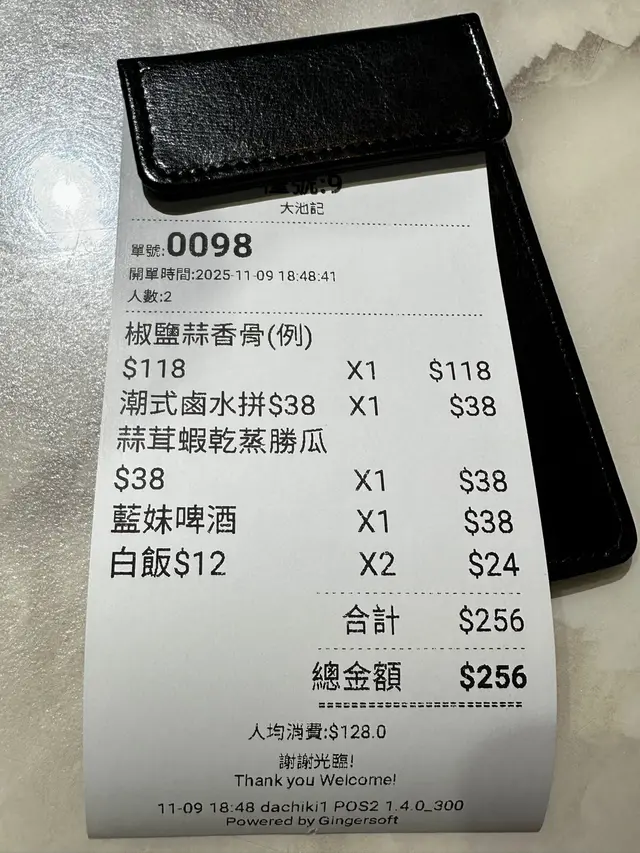 號:9
大池記
單號:0098
開單時間:2025-11-09 18:48:41
人數:2
椒鹽蒜香骨(例)
$118 X1 $118
潮式鹵水拼$38 X1 $38
蒜茸蝦乾蒸勝瓜
$38 X1 $38
藍妹啤酒 X1 $38
白飯$12 X2 $24
合計 $256
總金額 $256
人均消費:$128.0
謝謝光臨!
Thank you Welcome!
11-09 18:48 dachiki1 POS2 1.4.0_300
Powered by Gingersoft